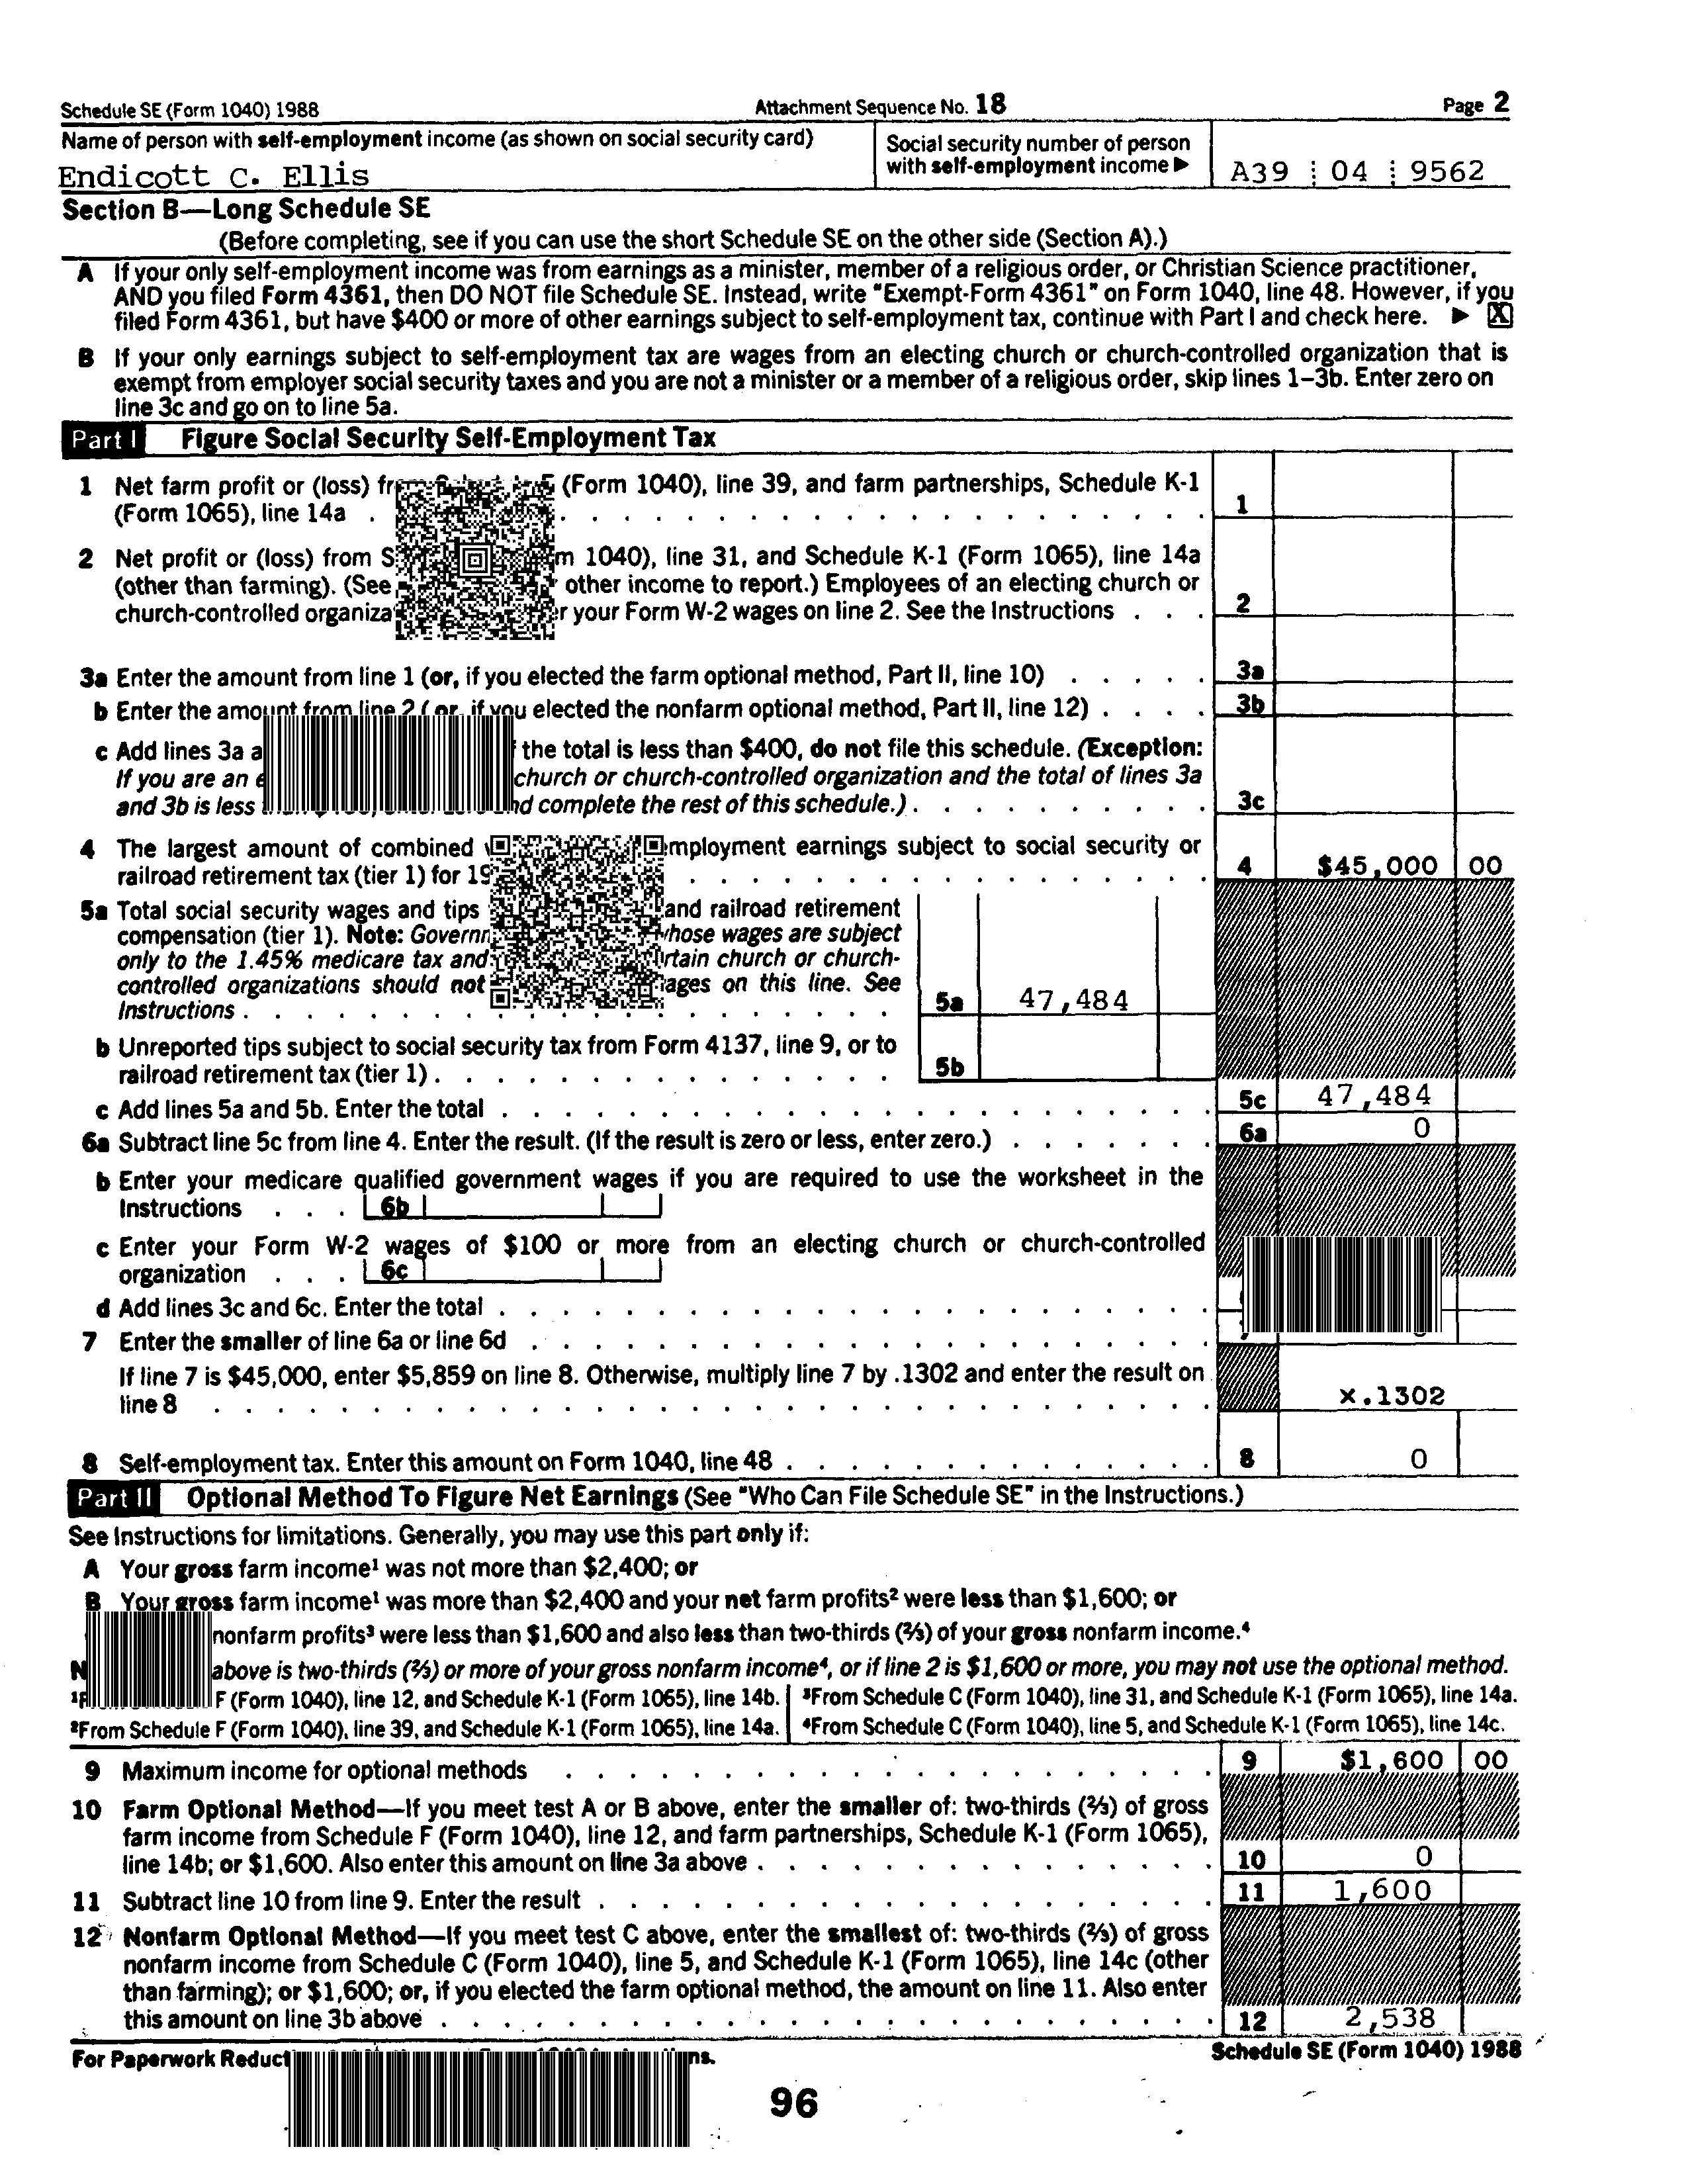 Schedule SE (Form 1040) 1988 Attachment Sequence No. 18 Page 2
Name of person with self-employment income (as shown on social security card)
Social security number of person
with self-employment income ▶
Endicott C. Ellis
A39 04 9562
Section B—Long Schedule SE
(Before completing, see if you can use the short Schedule SE on the other side (Section A).)
A If your only self-employment income was from earnings as a minister, member of a religious order, or Christian Science practitioner,
AND you filed Form 4361, then DO NOT file Schedule SE. Instead, write "Exempt-Form 4361" on Form 1040, line 48. However, if you
filed Form 4361, but have $400 or more of other earnings subject to self-employment tax, continue with Part I and check here. ▶ X
B If your only earnings subject to self-employment tax are wages from an electing church or church-controlled organization that is
exempt from employer social security taxes and you are not a minister or a member of a religious order, skip lines 1–3b. Enter zero on
line 3c and go on to line 5a.
Part I Figure Social Security Self-Employment Tax
1 Net farm profit or (loss) (Form 1040), line 39, and farm partnerships, Schedule K-1
(Form 1065), line 14a . . . . . . . . . . . . . . . . . . . 1
2 Net profit or (loss) from 1040), line 31, and Schedule K-1 (Form 1065), line 14a
(other than farming). (See other income to report.) Employees of an electing church or
church-controlled your Form W-2 wages on line 2. See the Instructions . . . 2
3a Enter the amount from line 1 (or, if you elected the farm optional method, Part II, line 10) . . . . . 3a
b Enter the amount from line 2 (or, if you elected the nonfarm optional method, Part II, line 12) . . . . 3b
c Add lines 3a the total is less than $400, do not file this schedule. (Exception:
If you are an church or church-controlled organization and the total of lines 3a
and 3b is less complete the rest of this schedule.) . . . . . . . . . . 3c
4 The largest amount of combined employment earnings subject to social security or
railroad retirement tax (tier 1) for . . . . . . . . . . . . . . . . 4 $45,000 00
5a Total social security wages and tips and railroad retirement
compensation (tier 1). Note: whose wages are subject
only to the 1.45% medicare tax and church or church-
controlled organizations should not on this line. See
Instructions . . . . . . . . . . . . . . . . 5a 47,484
b Unreported tips subject to social security tax from Form 4137, line 9, or to
railroad retirement tax (tier 1) . . . . . . . . . . . . . . . 5b
c Add lines 5a and 5b. Enter the total . . . . . . . . . . . . . . . . . . . . . . 5c 47,484
6a Subtract line 5c from line 4. Enter the result. (If the result is zero or less, enter zero.) . . . . . . . 6a 0
b Enter your medicare qualified government wages if you are required to use the worksheet in the
Instructions . . . 6b
c Enter your Form W-2 wages of $100 or more from an electing church or church-controlled
organization . . . 6c
d Add lines 3c and 6c. Enter the total . . . . . . . . . . . . . . . . . . . . . .
7 Enter the smaller of line 6a or line 6d . . . . . . . . . . . . . . . . . . . . .
If line 7 is $45,000, enter $5,859 on line 8. Otherwise, multiply line 7 by .1302 and enter the result on
line 8 . . . . . . . . . . . . . . . . . . . . . . . . x.1302
8 Self-employment tax. Enter this amount on Form 1040, line 48 . . . . . . . . . . . . . . 8 0
Part II Optional Method To Figure Net Earnings (See "Who Can File Schedule SE" in the Instructions.)
See Instructions for limitations. Generally, you may use this part only if:
A Your gross farm income¹ was not more than $2,400; or
B Your gross farm income¹ was more than $2,400 and your net farm profits² were less than $1,600; or
nonfarm profits³ were less than $1,600 and also less than two-thirds (⅔) of your gross nonfarm income.⁴
above is two-thirds (⅔) or more of your gross nonfarm income⁴, or if line 2 is $1,600 or more, you may not use the optional method.
F (Form 1040), line 12, and Schedule K-1 (Form 1065), line 14b. ³From Schedule C (Form 1040), line 31, and Schedule K-1 (Form 1065), line 14a.
²From Schedule F (Form 1040), line 39, and Schedule K-1 (Form 1065), line 14a. ⁴From Schedule C (Form 1040), line 5, and Schedule K-1 (Form 1065), line 14c.
9 Maximum income for optional methods . . . . . . . . . . . . . . . . . . . . 9 $1,600 00
10 Farm Optional Method—If you meet test A or B above, enter the smaller of: two-thirds (⅔) of gross
farm income from Schedule F (Form 1040), line 12, and farm partnerships, Schedule K-1 (Form 1065),
line 14b; or $1,600. Also enter this amount on line 3a above . . . . . . . . . . . . . . 10 0
11 Subtract line 10 from line 9. Enter the result . . . . . . . . . . . . . . . . . . . 11 1,600
12 Nonfarm Optional Method—If you meet test C above, enter the smallest of: two-thirds (⅔) of gross
nonfarm income from Schedule C (Form 1040), line 5, and Schedule K-1 (Form 1065), line 14c (other
than farming); or $1,600; or, if you elected the farm optional method, the amount on line 11. Also enter
this amount on line 3b above . . . . . . . . . . . . . . . . . . . . . . . . 12 2,538
For Paperwork Schedule SE (Form 1040) 1988
96